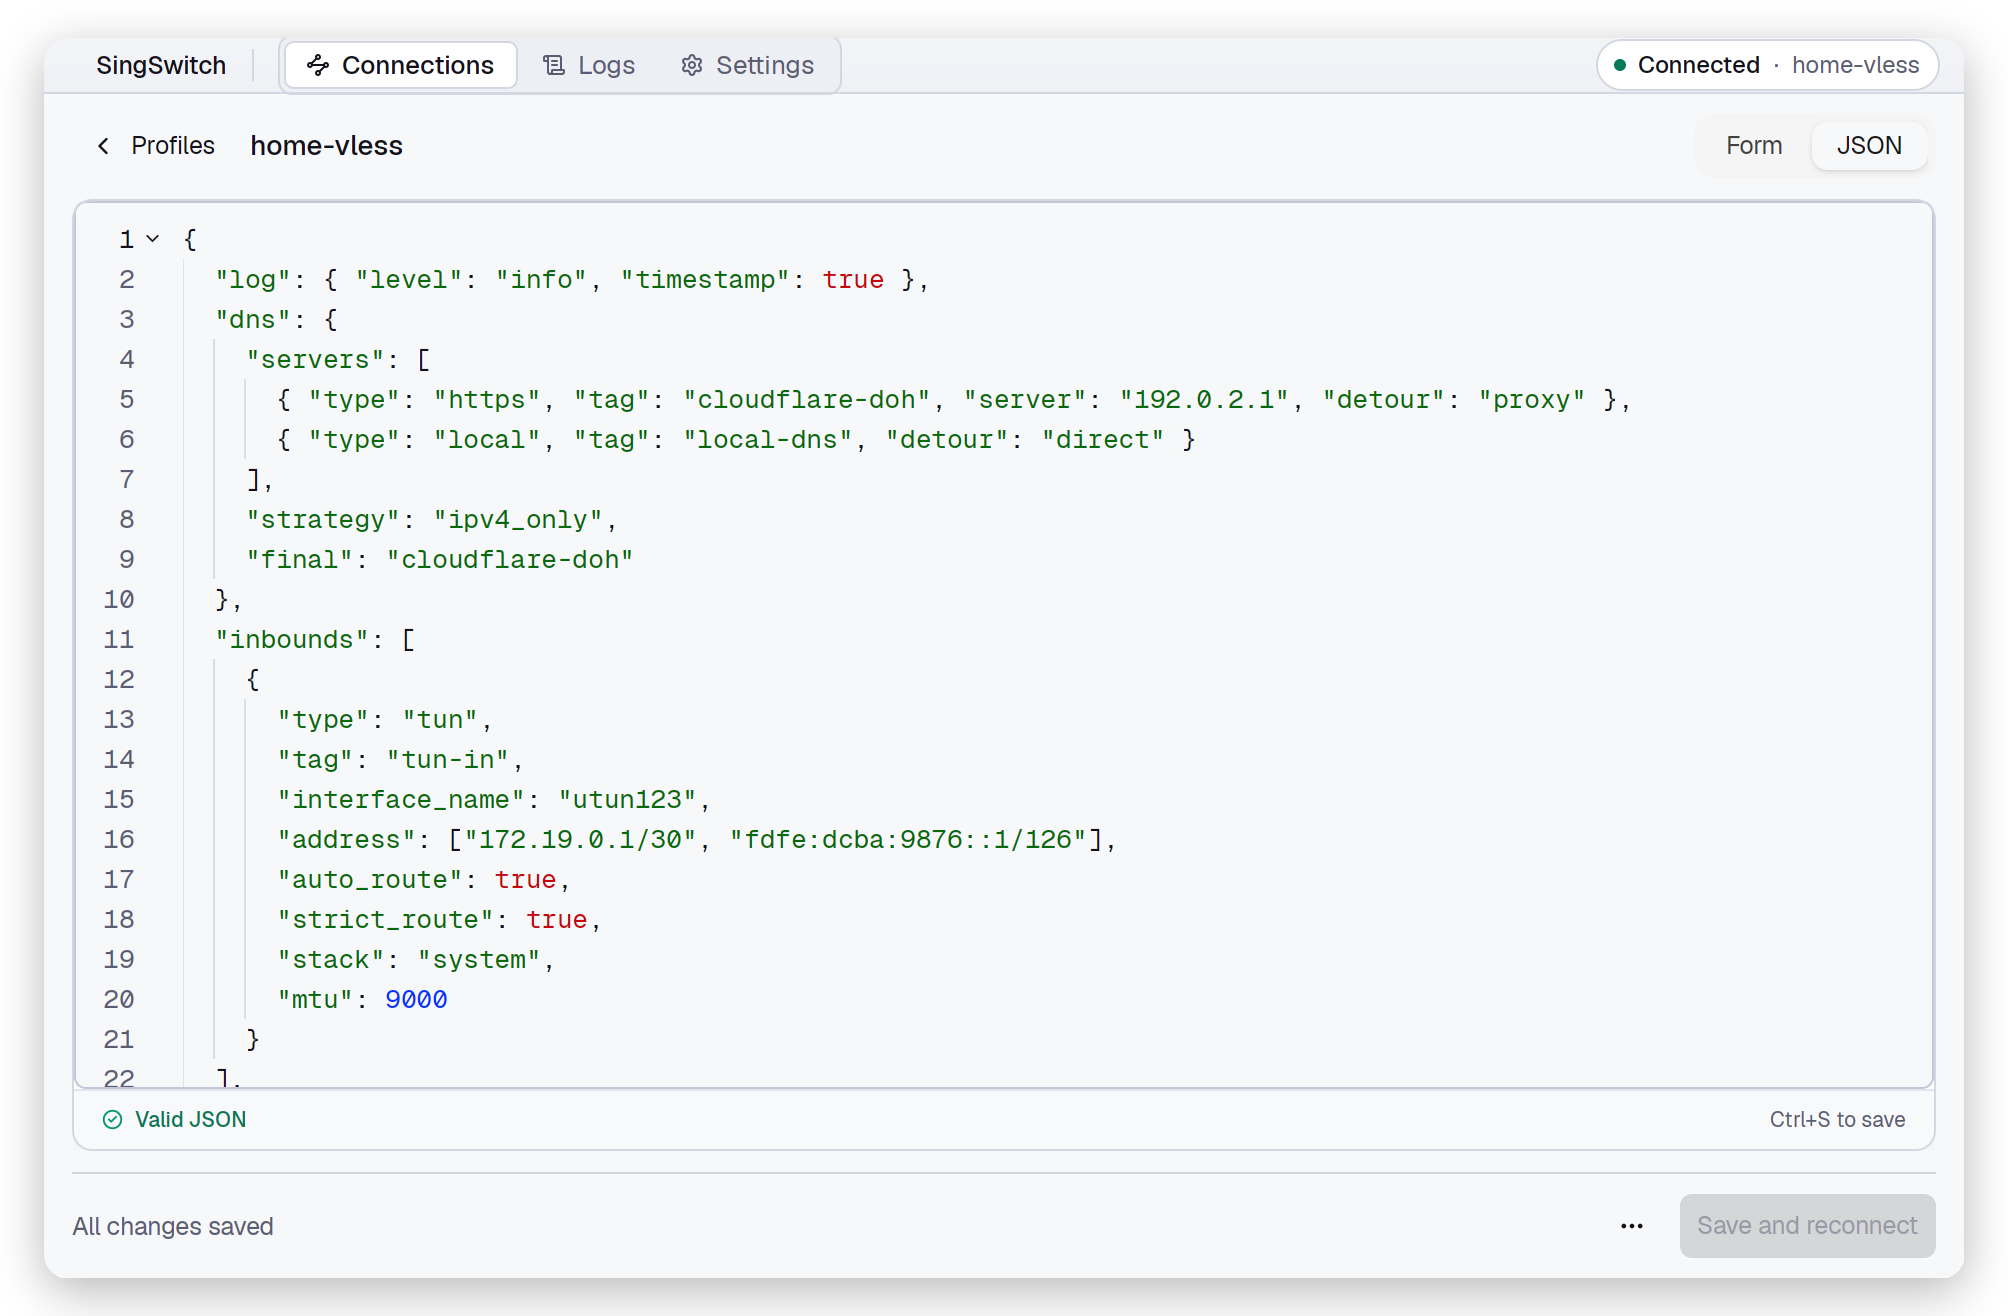 SingSwitch
Connections
Logs
Settings
Connected · home-vless
Profiles
home-vless
Form
JSON
1 {
2 "log": { "level": "info", "timestamp": true },
3 "dns": {
4 "servers": [
5 { "type": "https", "tag": "cloudflare-doh", "server": "192.0.2.1", "detour": "proxy" },
6 { "type": "local", "tag": "local-dns", "detour": "direct" }
7 ],
8 "strategy": "ipv4_only",
9 "final": "cloudflare-doh"
10 },
11 "inbounds": [
12 {
13 "type": "tun",
14 "tag": "tun-in",
15 "interface_name": "utun123",
16 "address": ["172.19.0.1/30", "fdfe:dcba:9876::1/126"],
17 "auto_route": true,
18 "strict_route": true,
19 "stack": "system",
20 "mtu": 9000
21 }
22 ],
Valid JSON
Ctrl+S to save
All changes saved
Save and reconnect